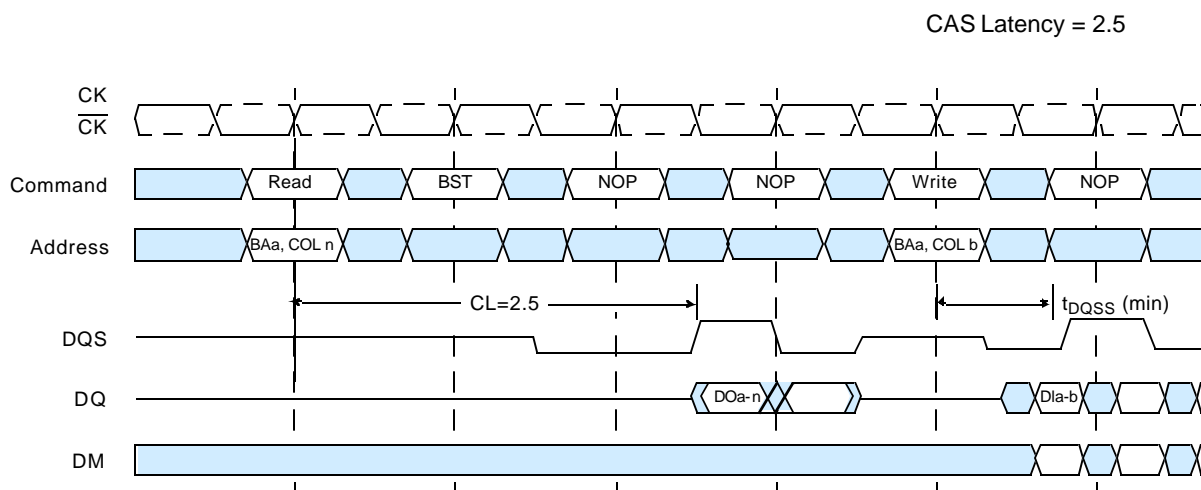 CAS Latency = 2.5
CK
CK
Command Read BST NOP NOP Write NOP
Address BAa, COL n BAa, COL b
CL=2.5 tDQSS (min)
DQS
DQ DOa-n DIa-b
DM